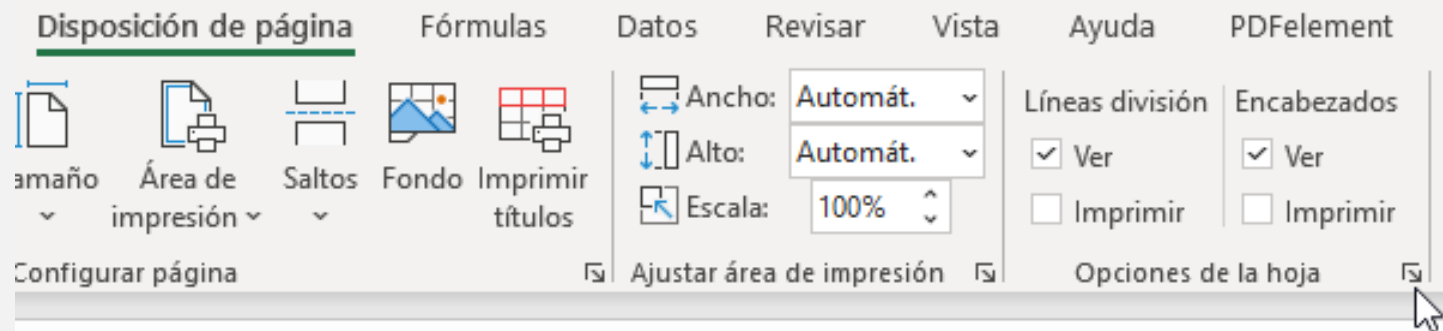 Disposición de página Fórmulas Datos Revisar Vista Ayuda PDFelement
amaño
Área de
impresión
Saltos
Fondo
Imprimir
títulos
Configurar página
Ancho: Automát.
Alto: Automát.
Escala: 100%
Ajustar área de impresión
Líneas división
Ver
Imprimir
Encabezados
Ver
Imprimir
Opciones de la hoja